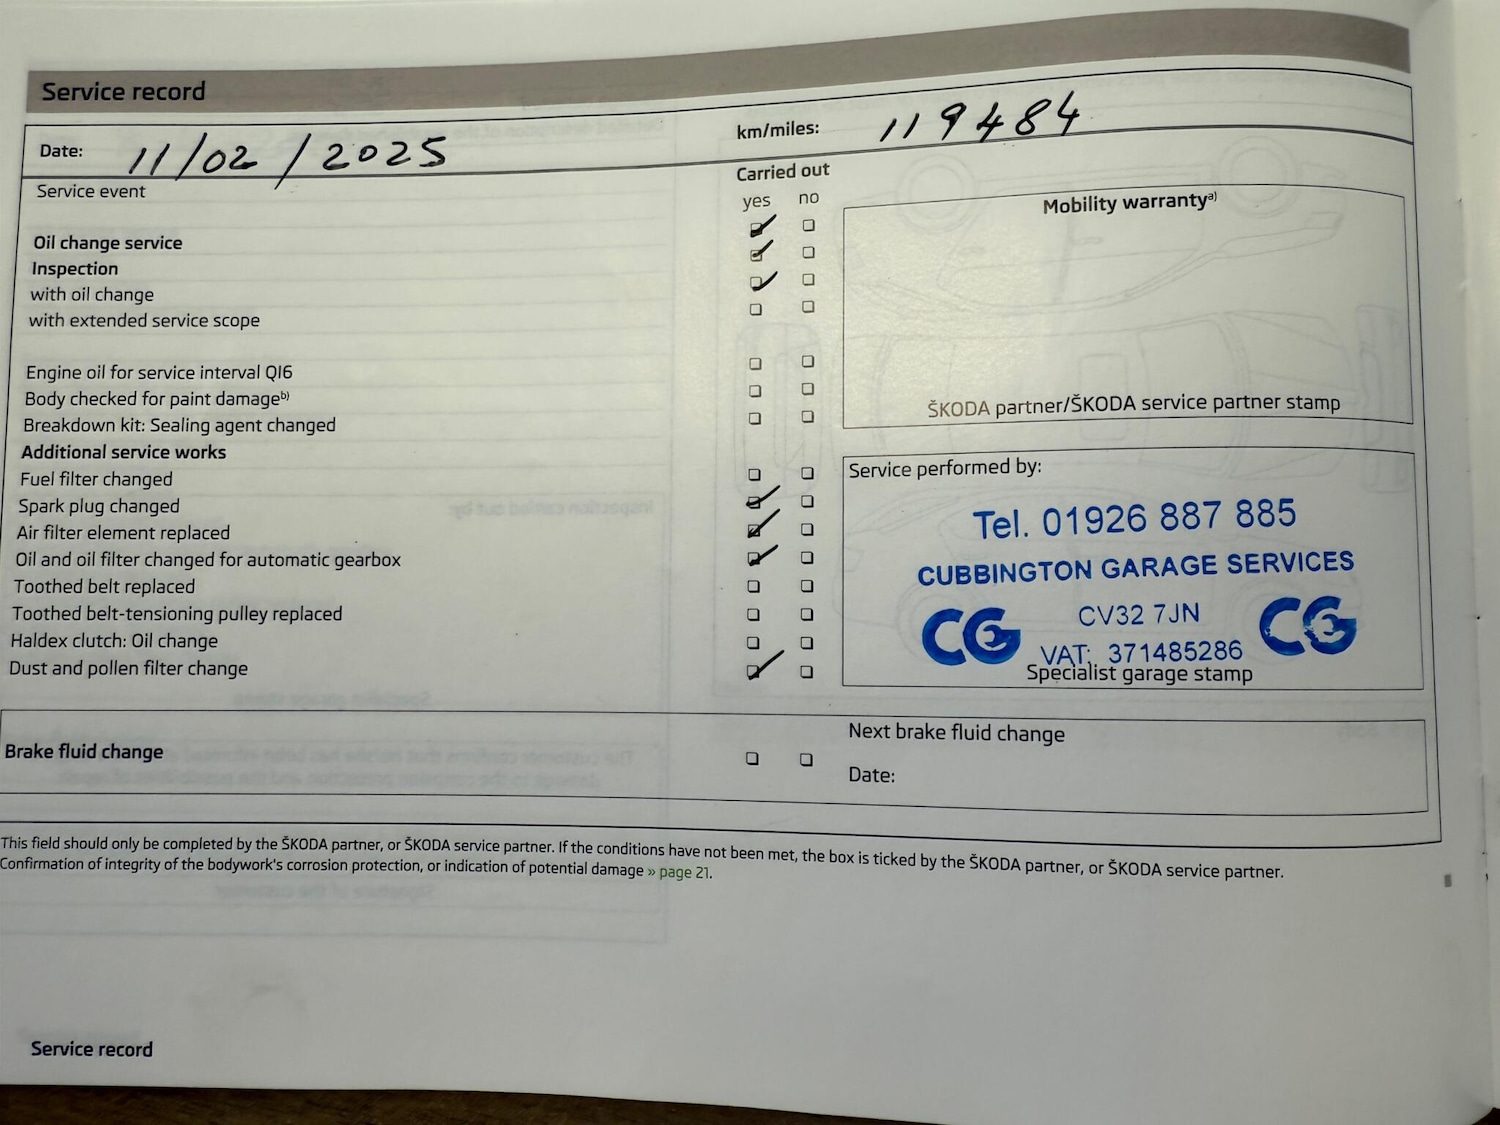 Service record
Date: 11/02/2025
km/miles: 119484
Service event
Carried out
yes no
Oil change service
Inspection
with oil change
with extended service scope
Engine oil for service interval QI6
Body checked for paint damageb)
Breakdown kit: Sealing agent changed
Additional service works
Fuel filter changed
Spark plug changed
Air filter element replaced
Oil and oil filter changed for automatic gearbox
Toothed belt replaced
Toothed belt-tensioning pulley replaced
Haldex clutch: Oil change
Dust and pollen filter change
Mobility warrantya)
ŠKODA partner/ŠKODA service partner stamp
Service performed by:
Tel. 01926 887 885
CUBBINGTON GARAGE SERVICES
CG CV32 7JN CG
VAT: 371485286
Specialist garage stamp
Brake fluid change
Next brake fluid change
Date:
This field should only be completed by the ŠKODA partner, or ŠKODA service partner. If the conditions have not been met, the box is ticked by the ŠKODA partner, or ŠKODA service partner.
Confirmation of integrity of the bodywork's corrosion protection, or indication of potential damage » page 21.
Service record